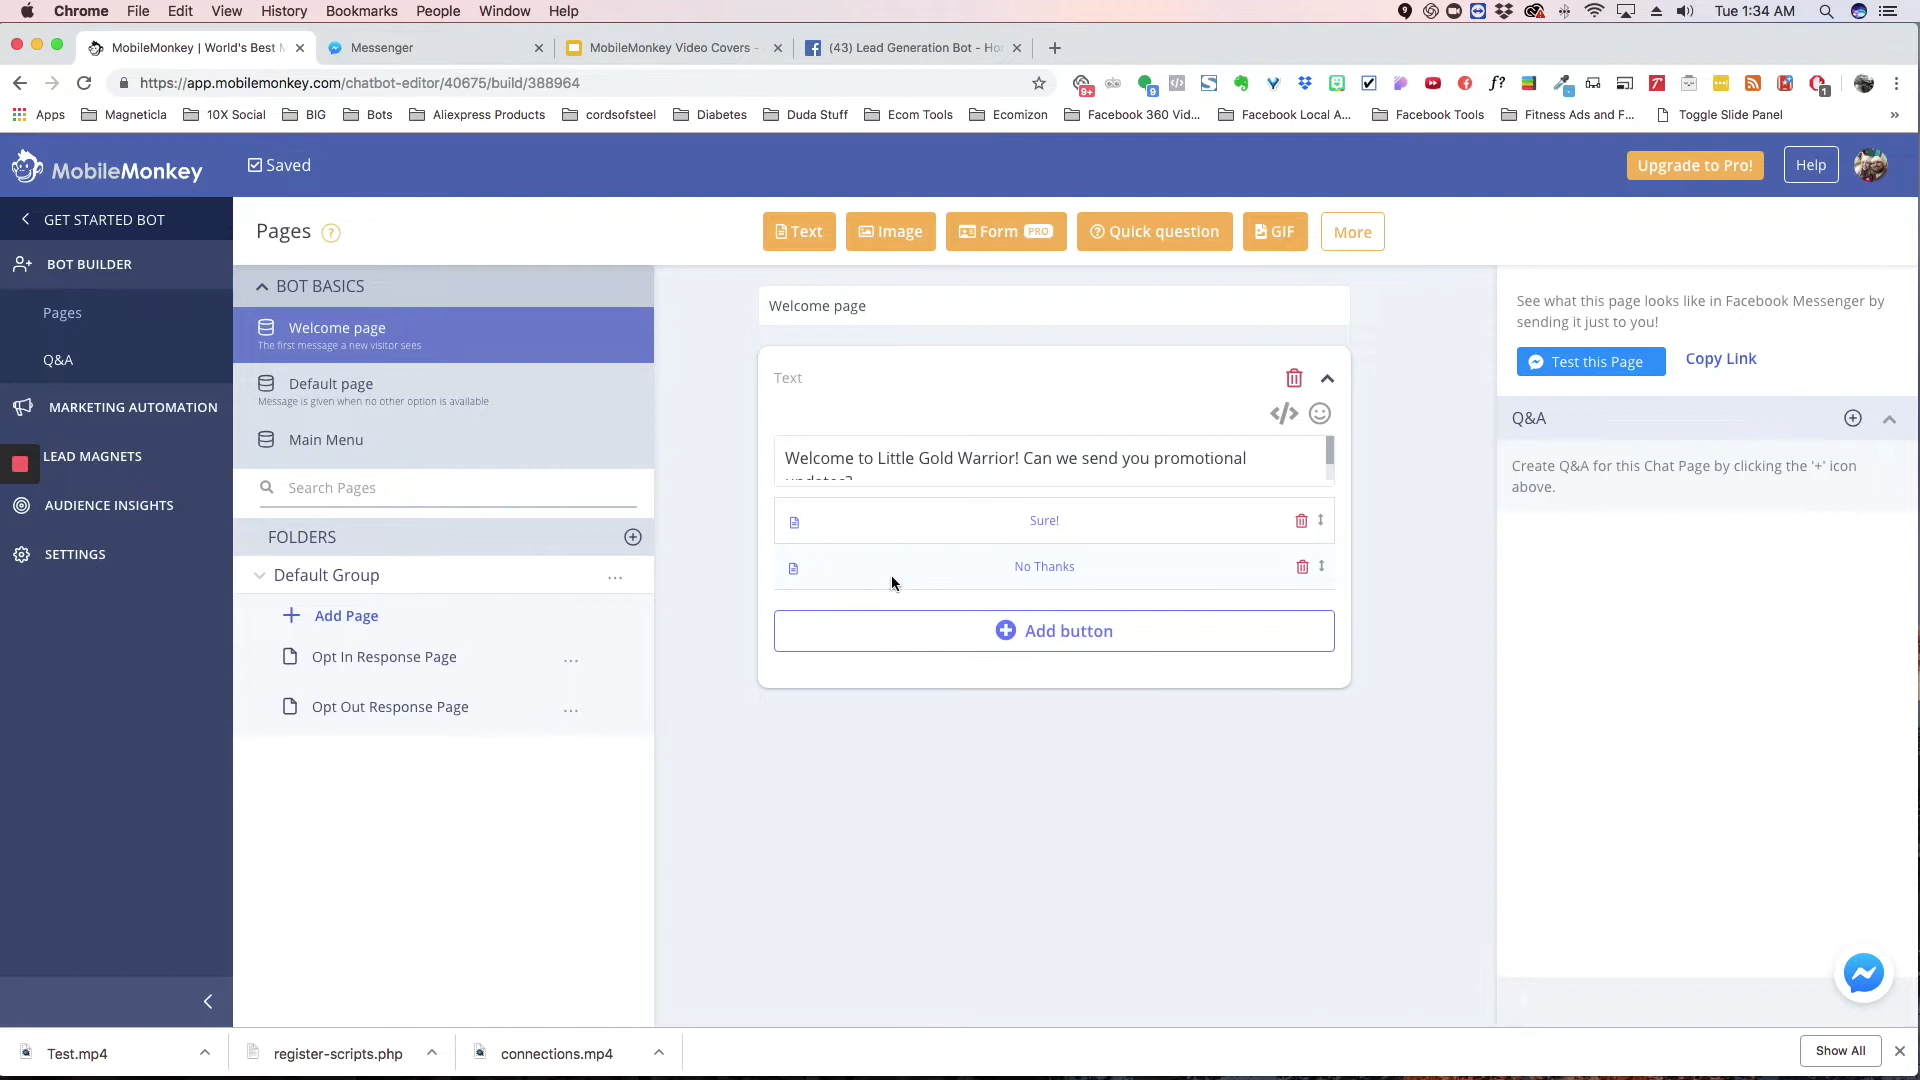 Chrome File Edit View History Bookmarks People Window Help
9
Tue 1:34 AM
MobileMonkey | World's Best M
Messenger
MobileMonkey Video Covers -
(43) Lead Generation Bot - Ho
https://app.mobilemonkey.com/chatbot-editor/40675/build/388964
9+
9
f?
1
Apps Magneticla 10X Social BIG Bots Aliexpress Products cordsofsteel Diabetes Duda Stuff Ecom Tools Ecomizon Facebook 360 Vid... Facebook Local A... Facebook Tools Fitness Ads and F... Toggle Slide Panel »
MobileMonkey
Saved
Upgrade to Pro!
Help
GET STARTED BOT
BOT BUILDER
Pages
Q&A
MARKETING AUTOMATION
LEAD MAGNETS
AUDIENCE INSIGHTS
SETTINGS
Pages ?
Text
Image
Form PRO
Quick question
GIF
More
BOT BASICS
Welcome page
The first message a new visitor sees
Default page
Message is given when no other option is available
Main Menu
Search Pages
FOLDERS
Default Group ...
Add Page
Opt In Response Page ...
Opt Out Response Page ...
Welcome page
Text
</>
Welcome to Little Gold Warrior! Can we send you promotional
updates?
Sure!
No Thanks
Add button
See what this page looks like in Facebook Messenger by
sending it just to you!
Test this Page
Copy Link
Q&A
Create Q&A for this Chat Page by clicking the '+' icon
above.
Test.mp4
register-scripts.php
connections.mp4
Show All